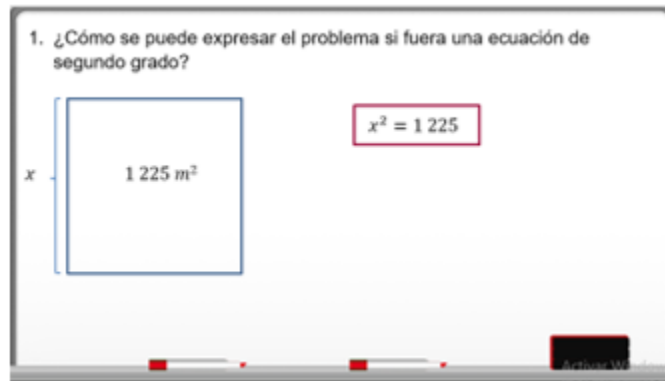 1. ¿Cómo se puede expresar el problema si fuera una ecuación de
segundo grado?
x² = 1 225
x
1 225 m²
Activar